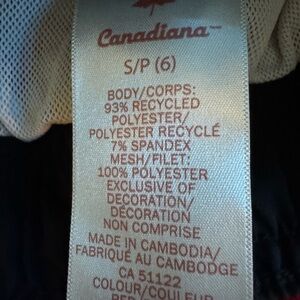 Canadiana™
S/P (6)
BODY/CORPS:
93% RECYCLED
POLYESTER/
POLYESTER RECYCLÉ
7% SPANDEX
MESH/FILET:
100% POLYESTER
EXCLUSIVE OF
DECORATION/
DÉCORATION
NON COMPRISE
MADE IN CAMBODIA/
FABRIQUÉ AU CAMBODGE
CA 51122
COLOUR/COULEUR